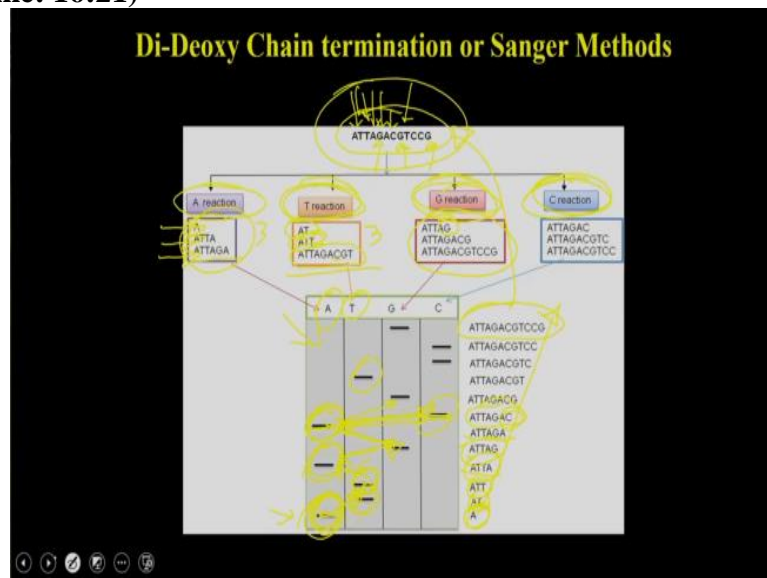 Di-Deoxy Chain termination or Sanger Methods
ATTAGACGTCCG
A reaction
T reaction
G reaction
C reaction
A
ATTA
ATTAGA
AT
ATT
ATTAGACGT
ATTAG
ATTAGACG
ATTAGACGTCCG
ATTAGAC
ATTAGACGTC
ATTAGACGTCC
A T G C
ATTAGACGTCCG
ATTAGACGTCC
ATTAGACGTC
ATTAGACGT
ATTAGACG
ATTAGAC
ATTAGA
ATTAG
ATTA
ATT
AT
A